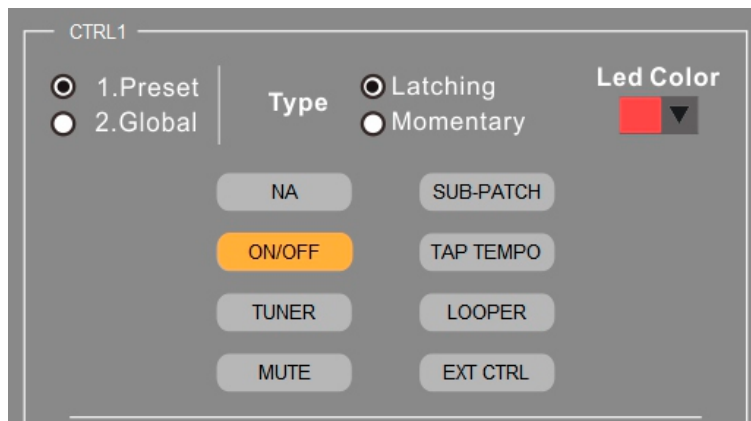 CTRL1
1.Preset
2.Global
Type
Latching
Momentary
Led Color
NA
SUB-PATCH
ON/OFF
TAP TEMPO
TUNER
LOOPER
MUTE
EXT CTRL